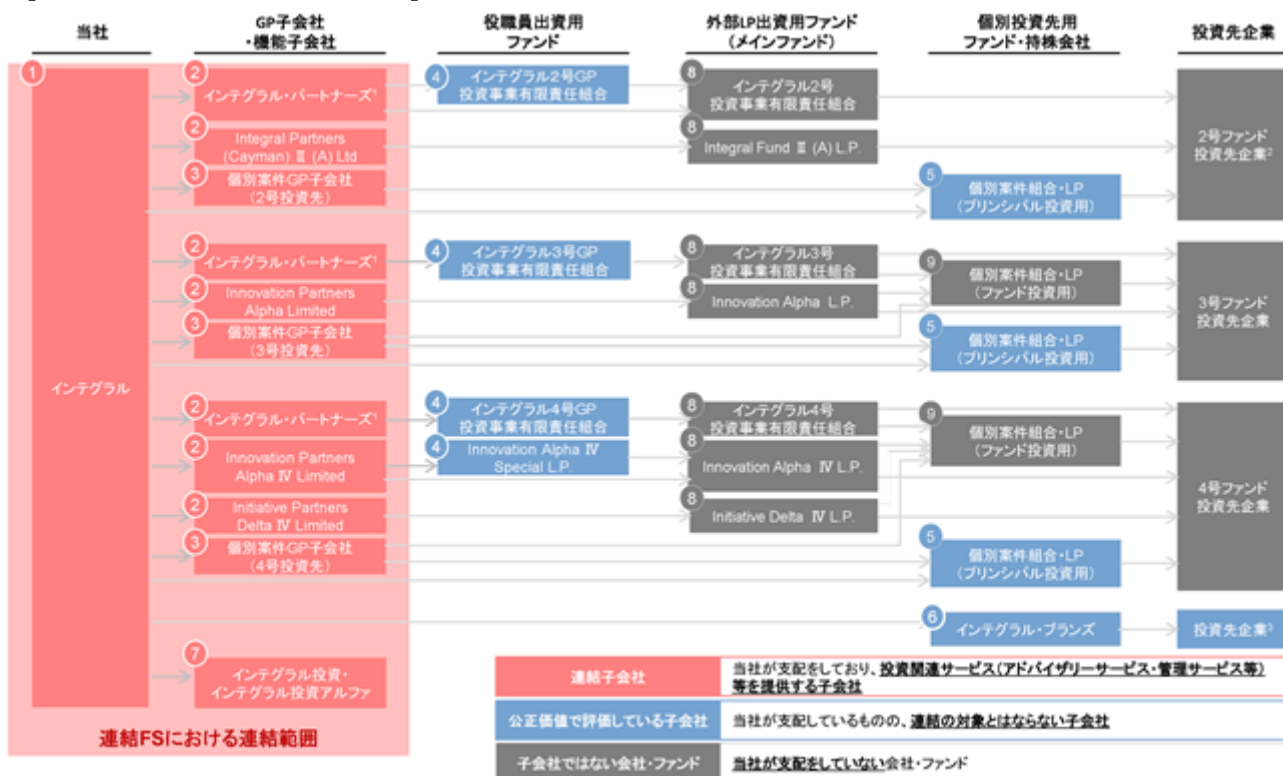 当社
GP子会社
・機能子会社
役職員出資用
ファンド
外部LP出資用ファンド
(メインファンド)
個別投資先用
ファンド・持株会社
投資先企業
1
インテグラル
2
インテグラル・パートナーズ¹
4
インテグラル2号GP
投資事業有限責任組合
8
インテグラル2号
投資事業有限責任組合
2号ファンド
投資先企業²
2
Integral Partners
(Cayman) Ⅱ (A) Ltd
8
Integral Fund Ⅱ (A) L.P.
3
個別案件GP子会社
(2号投資先)
5
個別案件組合・LP
(プリンシパル投資用)
2
インテグラル・パートナーズ¹
4
インテグラル3号GP
投資事業有限責任組合
8
インテグラル3号
投資事業有限責任組合
9
個別案件組合・LP
(ファンド投資用)
3号ファンド
投資先企業
2
Innovation Partners
Alpha Limited
8
Innovation Alpha L.P.
3
個別案件GP子会社
(3号投資先)
5
個別案件組合・LP
(プリンシパル投資用)
2
インテグラル・パートナーズ¹
4
インテグラル4号GP
投資事業有限責任組合
8
インテグラル4号
投資事業有限責任組合
9
個別案件組合・LP
(ファンド投資用)
4号ファンド
投資先企業
2
Innovation Partners
Alpha Ⅳ Limited
4
Innovation Alpha Ⅳ
Special L.P.
8
Innovation Alpha Ⅳ L.P.
2
Initiative Partners
Delta Ⅳ Limited
8
Initiative Delta Ⅳ L.P.
3
個別案件GP子会社
(4号投資先)
5
個別案件組合・LP
(プリンシパル投資用)
6
インテグラル・ブランズ
投資先企業³
7
インテグラル投資・
インテグラル投資アルファ
連結FSにおける連結範囲
連結子会社
当社が支配をしており、投資関連サービス(アドバイザリーサービス・管理サービス等)
等を提供する子会社
公正価値で評価している子会社
当社が支配しているものの、連結の対象とはならない子会社
子会社ではない会社・ファンド
当社が支配をしていない会社・ファンド